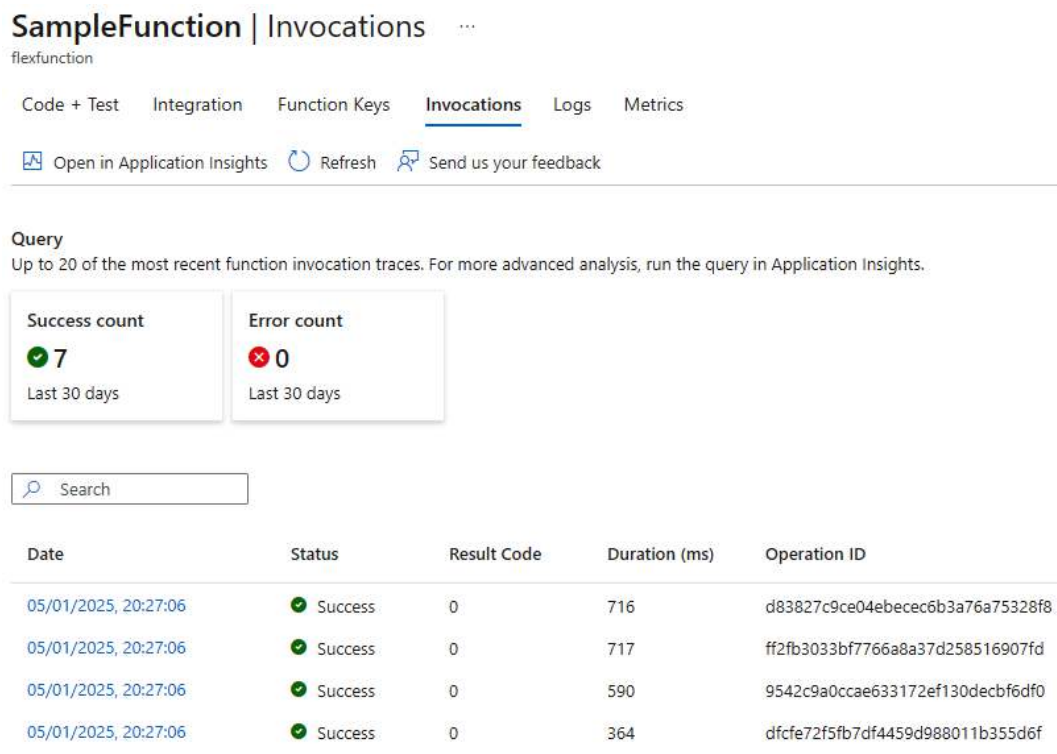 SampleFunction | Invocations ...
flexfunction
Code + Test Integration Function Keys Invocations Logs Metrics
Open in Application Insights Refresh Send us your feedback
Query
Up to 20 of the most recent function invocation traces. For more advanced analysis, run the query in Application Insights.
Success count Error count
7 0
Last 30 days Last 30 days
Search
Date Status Result Code Duration (ms) Operation ID
05/01/2025, 20:27:06 Success 0 716 d83827c9ce04ebecec6b3a76a75328f8
05/01/2025, 20:27:06 Success 0 717 ff2fb3033bf7766a8a37d258516907fd
05/01/2025, 20:27:06 Success 0 590 9542c9a0ccae633172ef130decbf6df0
05/01/2025, 20:27:06 Success 0 364 dfcfe72f5fb7df4459d988011b355d6f